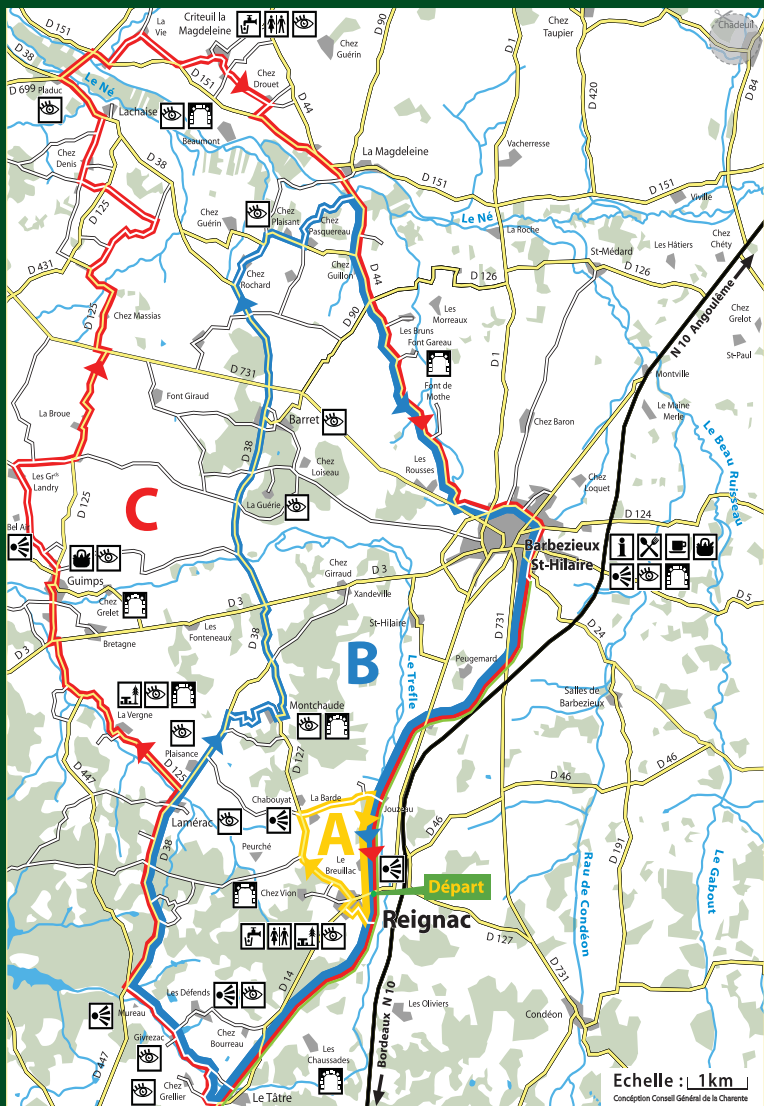 D 151
La
Vie
Criteuil la
Magdeleine
D 90
Chez
Guérin
D 1
Chez
Taupier
Chadeuil
D 38
D 84
Le Né
Chez
Drouet
D 151
D 44
D 420
D 699
Pladuc
Lachaise
Beaumont
La Magdeleine
Vacherresse
Chez
Denis
D 38
D 151
D 151
Viville
D 125
Chez
Guérin
Chez
Plaisant
Chez
Pasquereau
Le Né
La Roche
Les Hâtiers
Chez
Chéty
St-Médard
D 431
Chez
Rochard
Chez
Guillon
D 44
D 126
D 126
N 10 Angoulême
D 125
Chez Massias
D 90
Les
Morreaux
Chez
Grelot
Les Bruns
Font Gareau
D 1
St-Paul
D 731
Font de
Mothe
Montville
Font Giraud
Le Maine
Merle
La Broue
Barret
Chez Baron
Le Beau Ruisseau
D 38
Chez
Loiseau
Les
Rousses
Les Grds
Landry
D 125
C
La Guérie
Chez
Loquet
D 124
Bel Air
Barbezieux
St-Hilaire
Guimps
Chez
Girraud
D 3
Xandeville
Chez
Grelet
D 3
Les
Fonteneaux
D 5
D 3
Bretagne
D 38
St-Hilaire
D 731
D 24
B
Le Trefle
Peugemard
La Vergne
Montchaude
Salles de
Barbezieux
Plaisance
D 125
D 127
D 447
D 46
D 46
Chabouyat
La Barde
Jouzeau
Lamérac
D 46
D 38
A
Peurché
D 191
Le
Breuillac
Chez Vion
Départ
Reignac
Rau de Condéon
Le Gabout
D 127
D 14
D 731
Les Défends
Les Oliviers
Mureau
Condéon
Chez
Bourreau
Givrezac
D 447
Les
Chaussades
Bordeaux N 10
Chez
Grellier
Le Tâtre
Echelle : 1km
Conception Conseil Général de la Charente